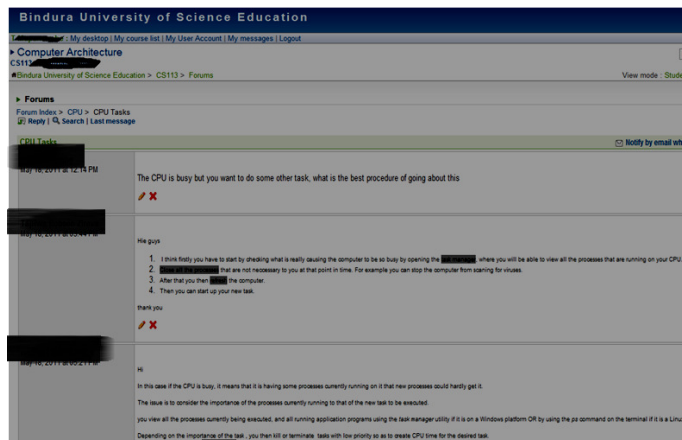 Bindura University of Science Education
: My desktop | My course list | My User Account | My messages | Logout
Computer Architecture
CS113
Bindura University of Science Education > CS113 > Forums
View mode : Stude
Forums
Forum Index > CPU > CPU Tasks
Reply | Search | Last message
CPU Tasks
Notify by email wh
May 16, 2011 at 12:14 PM
The CPU is busy but you want to do some other task, what is the best procedure of going about this
Hie guys
1. I think firstly you have to start by checking what is really causing the computer to be so busy by opening the task manager, where you will be able to view all the processes that are running on your CPU.
2. Close all the processes that are not neccessary to you at that point in time. For example you can stop the computer from scaning for viruses.
3. After that you then refresh the computer.
4. Then you can start up your new task.
thank you
Hi
In this case if the CPU is busy, it means that it is having some processes currently running on it that new processes could hardly get it.
The issue is to consider the importance of the processes currently running to that of the new task to be executed.
you view all the processes currently being executed, and all running application programs using the task manager utility if it is on a Windows platform OR by using the ps command on the terminal if it is a Linu
Depending on the importance of the task , you then kill or terminate tasks with low priority so as to create CPU time for the desired task.